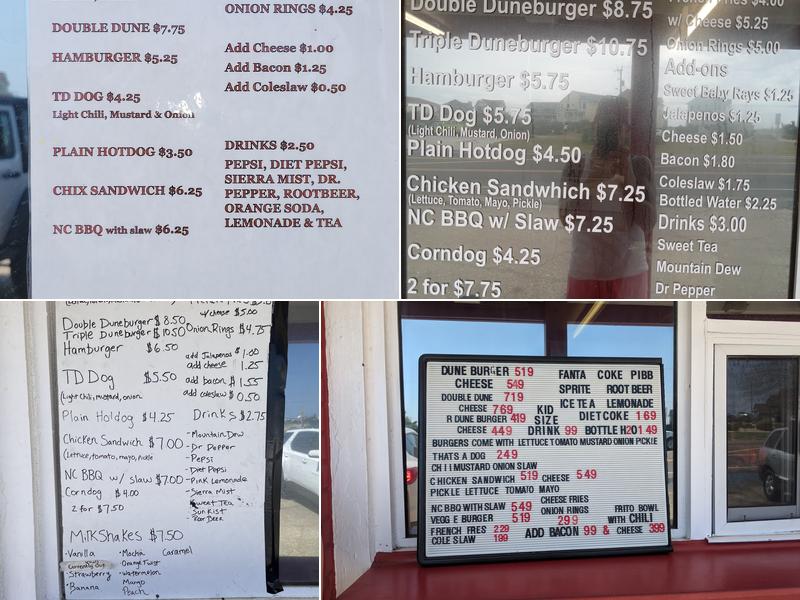 ONION RINGS $4.25
DOUBLE DUNE $7.75
HAMBURGER $5.25
Add Cheese $1.00
Add Bacon $1.25
Add Coleslaw $0.50
TD DOG $4.25
Light Chili, Mustard & Onion
PLAIN HOTDOG $3.50
CHIX SANDWICH $6.25
NC BBQ with slaw $6.25
DRINKS $2.50
PEPSI, DIET PEPSI,
SIERRA MIST, DR.
PEPPER, ROOTBEER,
ORANGE SODA,
LEMONADE & TEA
Double Duneburger $8.75
Triple Duneburger $10.75
Hamburger $5.75
TD Dog $5.75
(Light Chili, Mustard, Onion)
Plain Hotdog $4.50
Chicken Sandwhich $7.25
(Lettuce, Tomato, Mayo, Pickle)
NC BBQ w/ Slaw $7.25
Corndog $4.25
2 for $7.75
w/ Cheese $5.25
Onion Rings $5.00
Add-ons
Sweet Baby Rays $1.25
Jalapenos $1.25
Cheese $1.50
Bacon $1.80
Coleslaw $1.75
Bottled Water $2.25
Drinks $3.00
Sweet Tea
Mountain Dew
Dr Pepper
Double Duneburger $8.50
Triple Duneburger $10.50
Hamburger $6.50
TD Dog $5.50
(Light chili, mustard, onion)
Plain Hotdog $4.25
Chicken Sandwich $7.00
(Lettuce, tomato, mayo, pickle
NC BBQ w/ slaw $7.00
Corndog $4.00
2 for $7.50
w/cheese $5.00
Onion Rings $4.75
add Jalapenos $1.00
add cheese 1.25
add bacon $1.55
add coleslaw $0.50
Drinks $2.75
-Mountain Dew
-Dr Pepper
-Pepsi
-Diet Pepsi
-Pink Lemonade
-Sierra Mist
-Sweet Tea
-Sun Kist
MilkShakes $7.50
·Vanilla
Currently Out
·Strawberry
·Banana
·Mocha
Orange Twist
·Watermelon
Mango
Peach
Caramel
DUNE BURGER 519
CHEESE 549
DOUBLE DUNE 719
CHEESE 769
R DUNE BURGER 419
CHEESE 449
KID
SIZE
DRINK 99
FANTA COKE PIBB
SPRITE ROOT BEER
ICE TEA LEMONADE
DIET COKE 169
BOTTLE H2O 149
BURGERS COME WITH LETTUCE TOMATO MUSTARD ONION PICKLE
THATS A DOG 249
CHILI MUSTARD ONION SLAW
CHICKEN SANDWICH 519 CHEESE 549
PICKLE LETTUCE TOMATO MAYO
NC BBQ WITH SLAW 549
VEGG E BURGER 519
FRENCH FRIES 229
COLE SLAW 199
CHEESE FRIES
ONION RINGS
299
FRITO BOWL
WITH CHILI
ADD BACON 99 & CHEESE 399